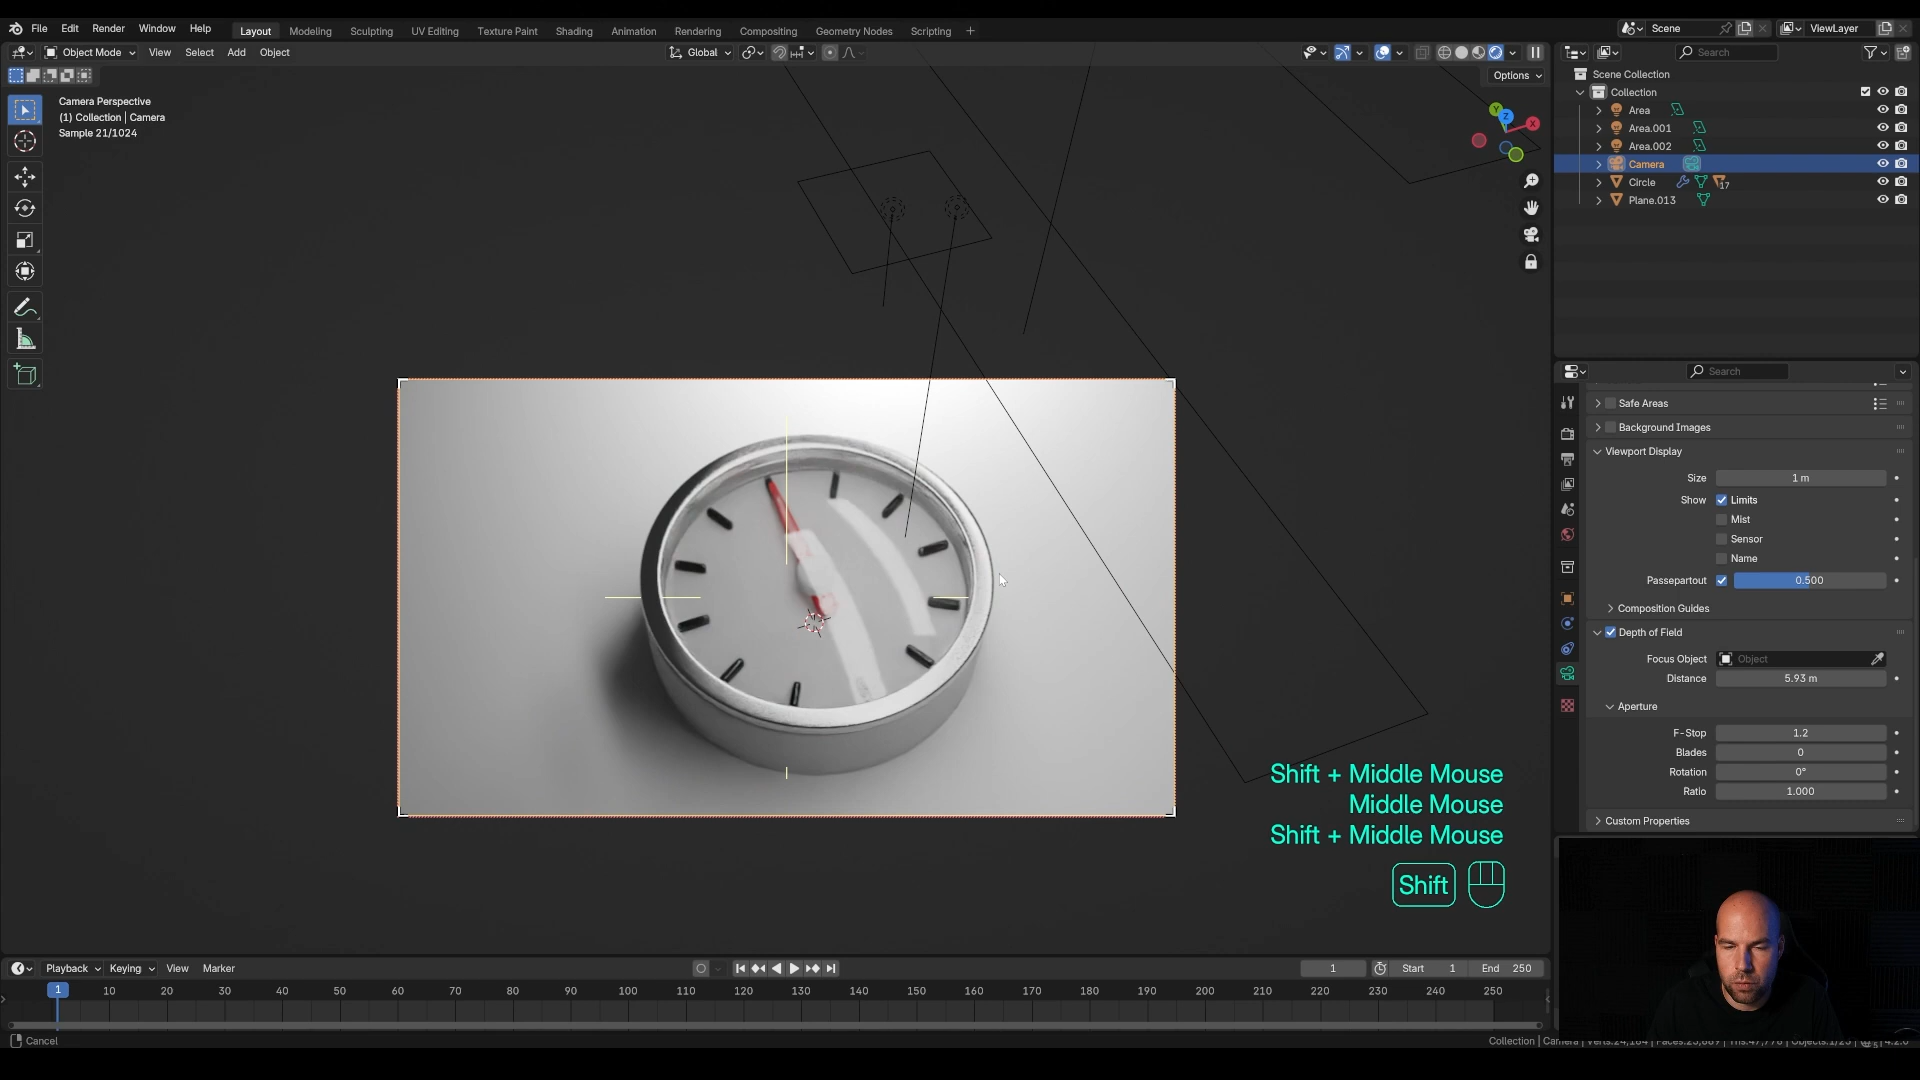 File Edit Render Window Help Layout Modeling Sculpting UV Editing Texture Paint Shading Animation Rendering Compositing Geometry Nodes Scripting + Scene ViewLayer
Object Mode View Select Add Object Global Search
Options
Camera Perspective
(1) Collection | Camera
Sample 21/1024
Y
Z
X
Scene Collection
Collection
Area
Area.001
Area.002
Camera
Circle 17
Plane.013
Search
Safe Areas
Background Images
Viewport Display
Size 1 m
Show Limits
Mist
Sensor
Name
Passepartout 0.500
Composition Guides
Depth of Field
Focus Object Object
Distance 5.93 m
Aperture
F-Stop 1.2
Blades 0
Rotation 0°
Ratio 1.000
Custom Properties
Shift + Middle Mouse
Middle Mouse
Shift + Middle Mouse
Shift
Playback Keying View Marker 1 Start 1 End 250
1 10 20 30 40 50 60 70 80 90 100 110 120 130 140 150 160 170 180 190 200 210 220 230 240 250
Cancel